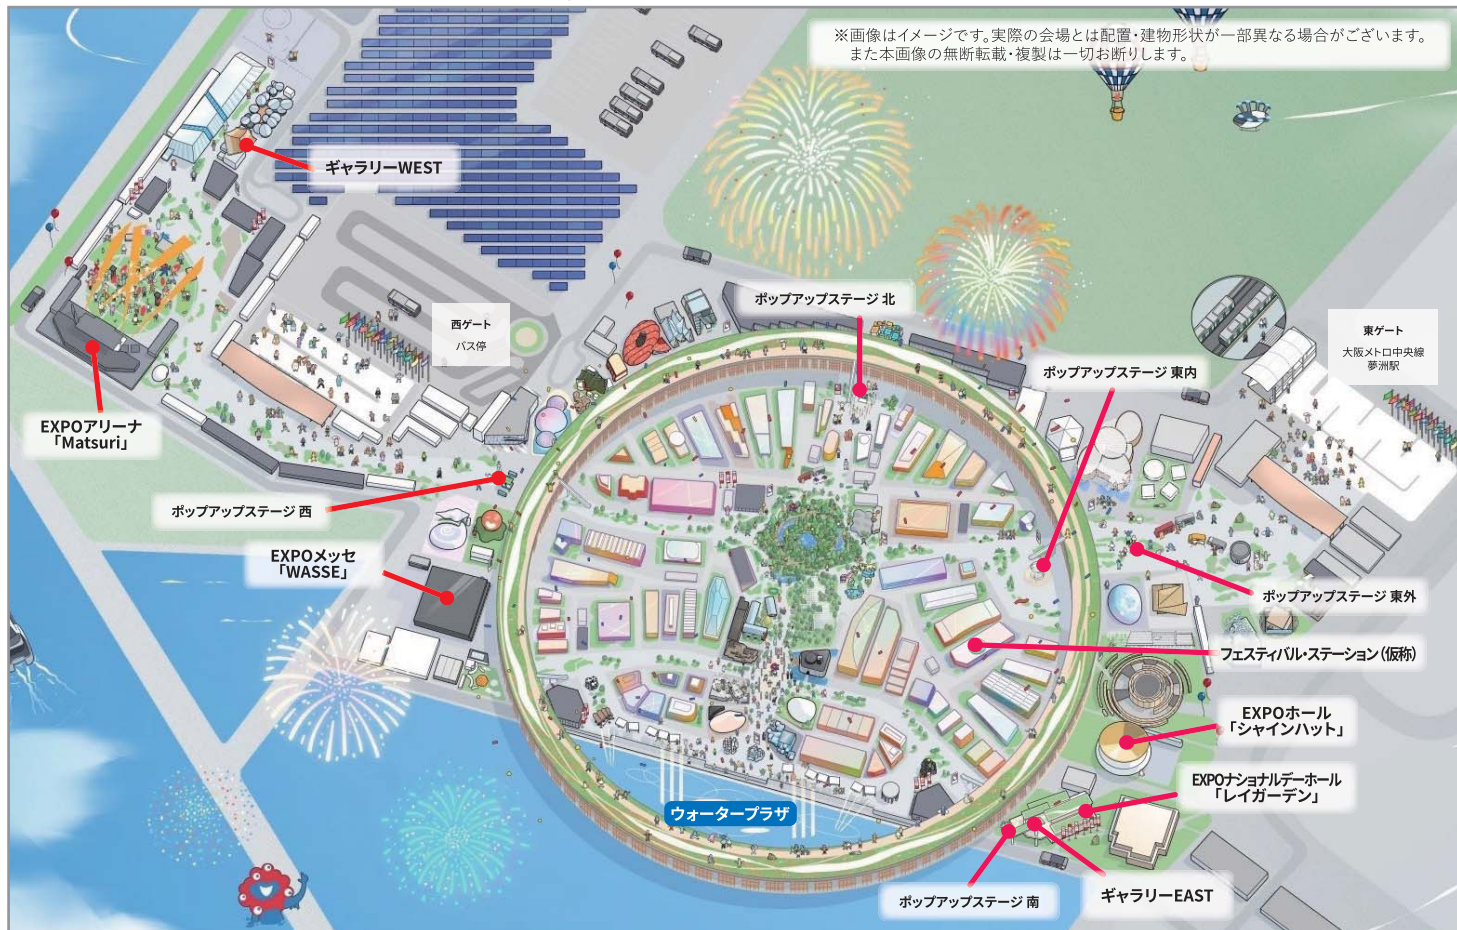 ※画像はイメージです。実際の会場とは配置・建物形状が一部異なる場合がございます。
また本画像の無断転載・複製は一切お断りします。
ギャラリーWEST
ポップアップステージ 北
西ゲート
バス停
東ゲート
大阪メトロ中央線
夢洲駅
ポップアップステージ 東内
EXPOアリーナ
「Matsuri」
ポップアップステージ 西
EXPOメッセ
「WASSE」
ポップアップステージ 東外
フェスティバル・ステーション(仮称)
EXPOホール
「シャインハット」
EXPOナショナルデーホール
「レイガーデン」
ウォータープラザ
ポップアップステージ 南
ギャラリーEAST